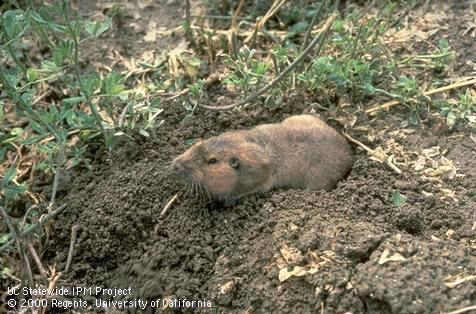 UC Statewide IPM Project
© 2000 Regents, University of California